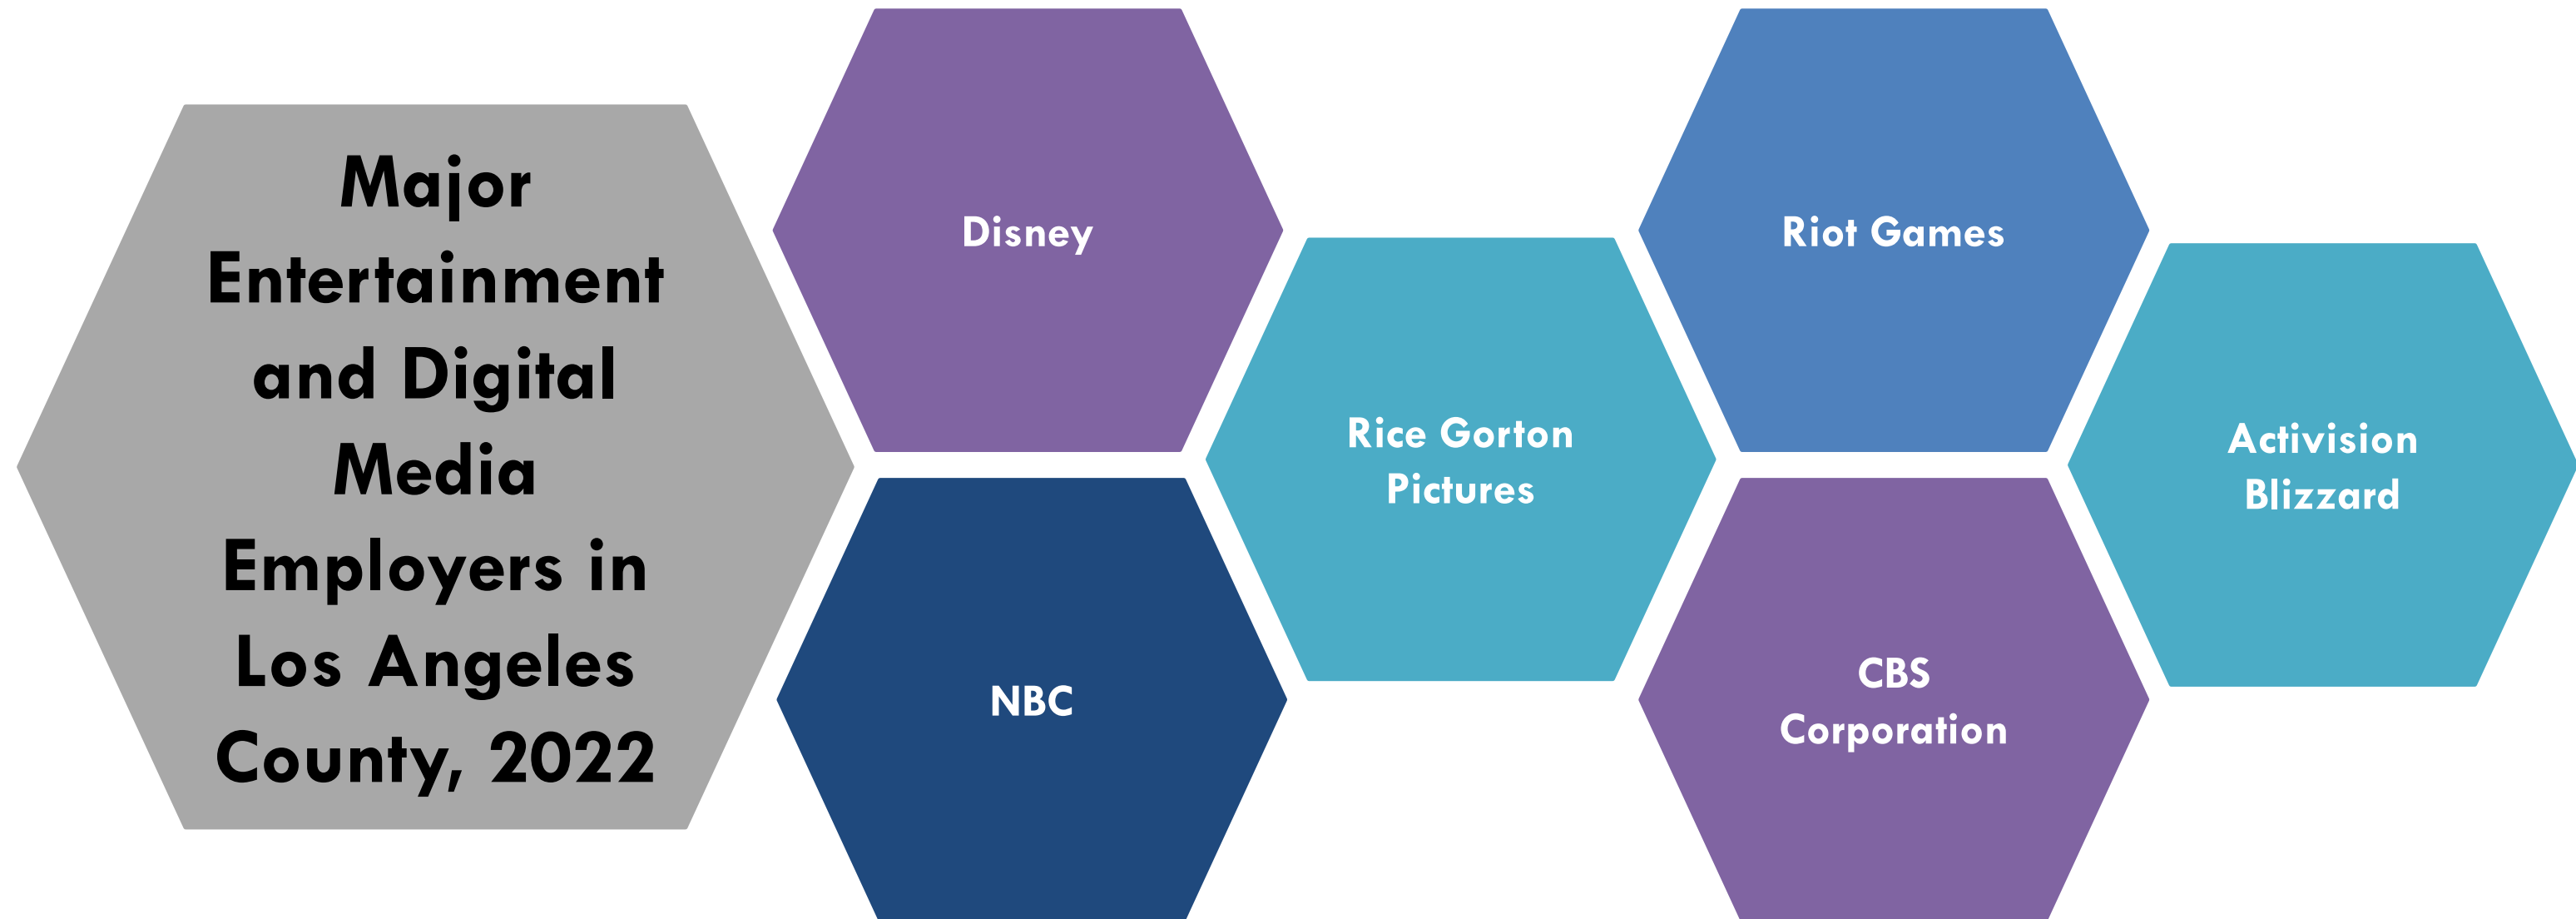 Major
Entertainment
and Digital
Media
Employers in
Los Angeles
County, 2022
Disney
NBC
Rice Gorton
Pictures
Riot Games
CBS
Corporation
Activision
Blizzard